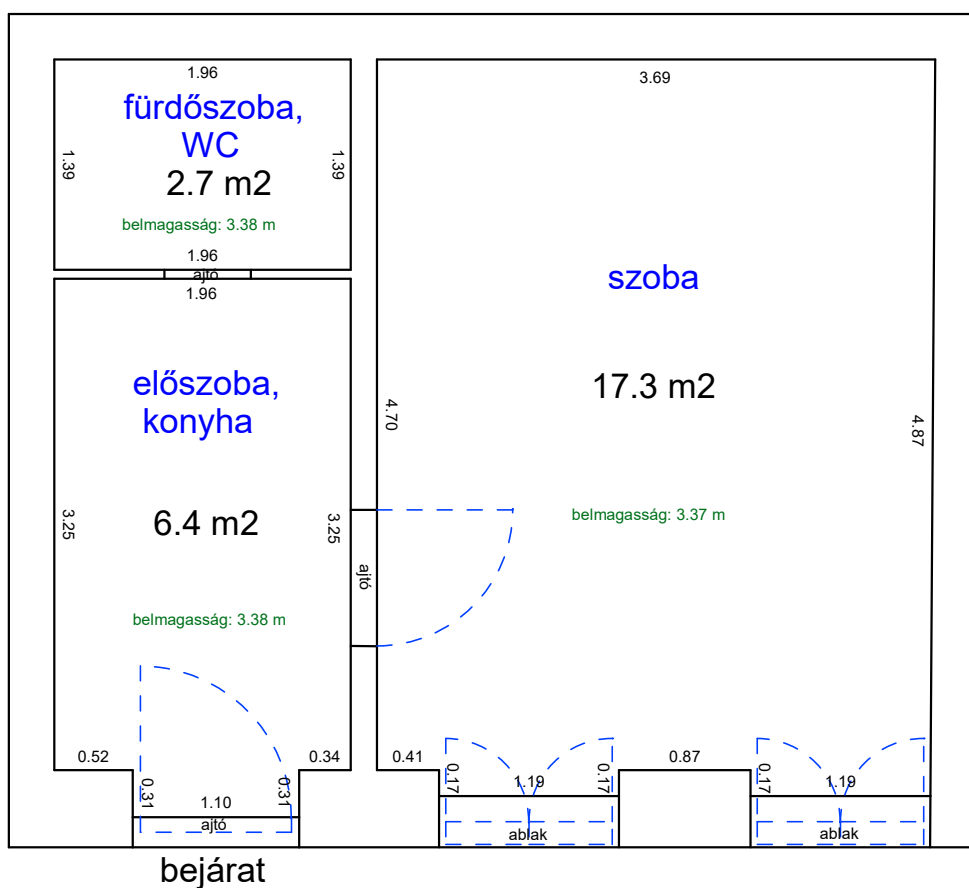 1.96
fürdőszoba,
WC
2.7 m2
1.39
1.39
belmagasság: 3.38 m
1.96
ajtó
1.96
előszoba,
konyha
6.4 m2
3.25
3.25
belmagasság: 3.38 m
ajtó
0.52
0.34
0.31
0.31
1.10
ajtó
bejárat
3.69
szoba
17.3 m2
4.70
4.87
belmagasság: 3.37 m
0.41
0.87
0.17
1.19
0.17
0.17
1.19
ablak
ablak